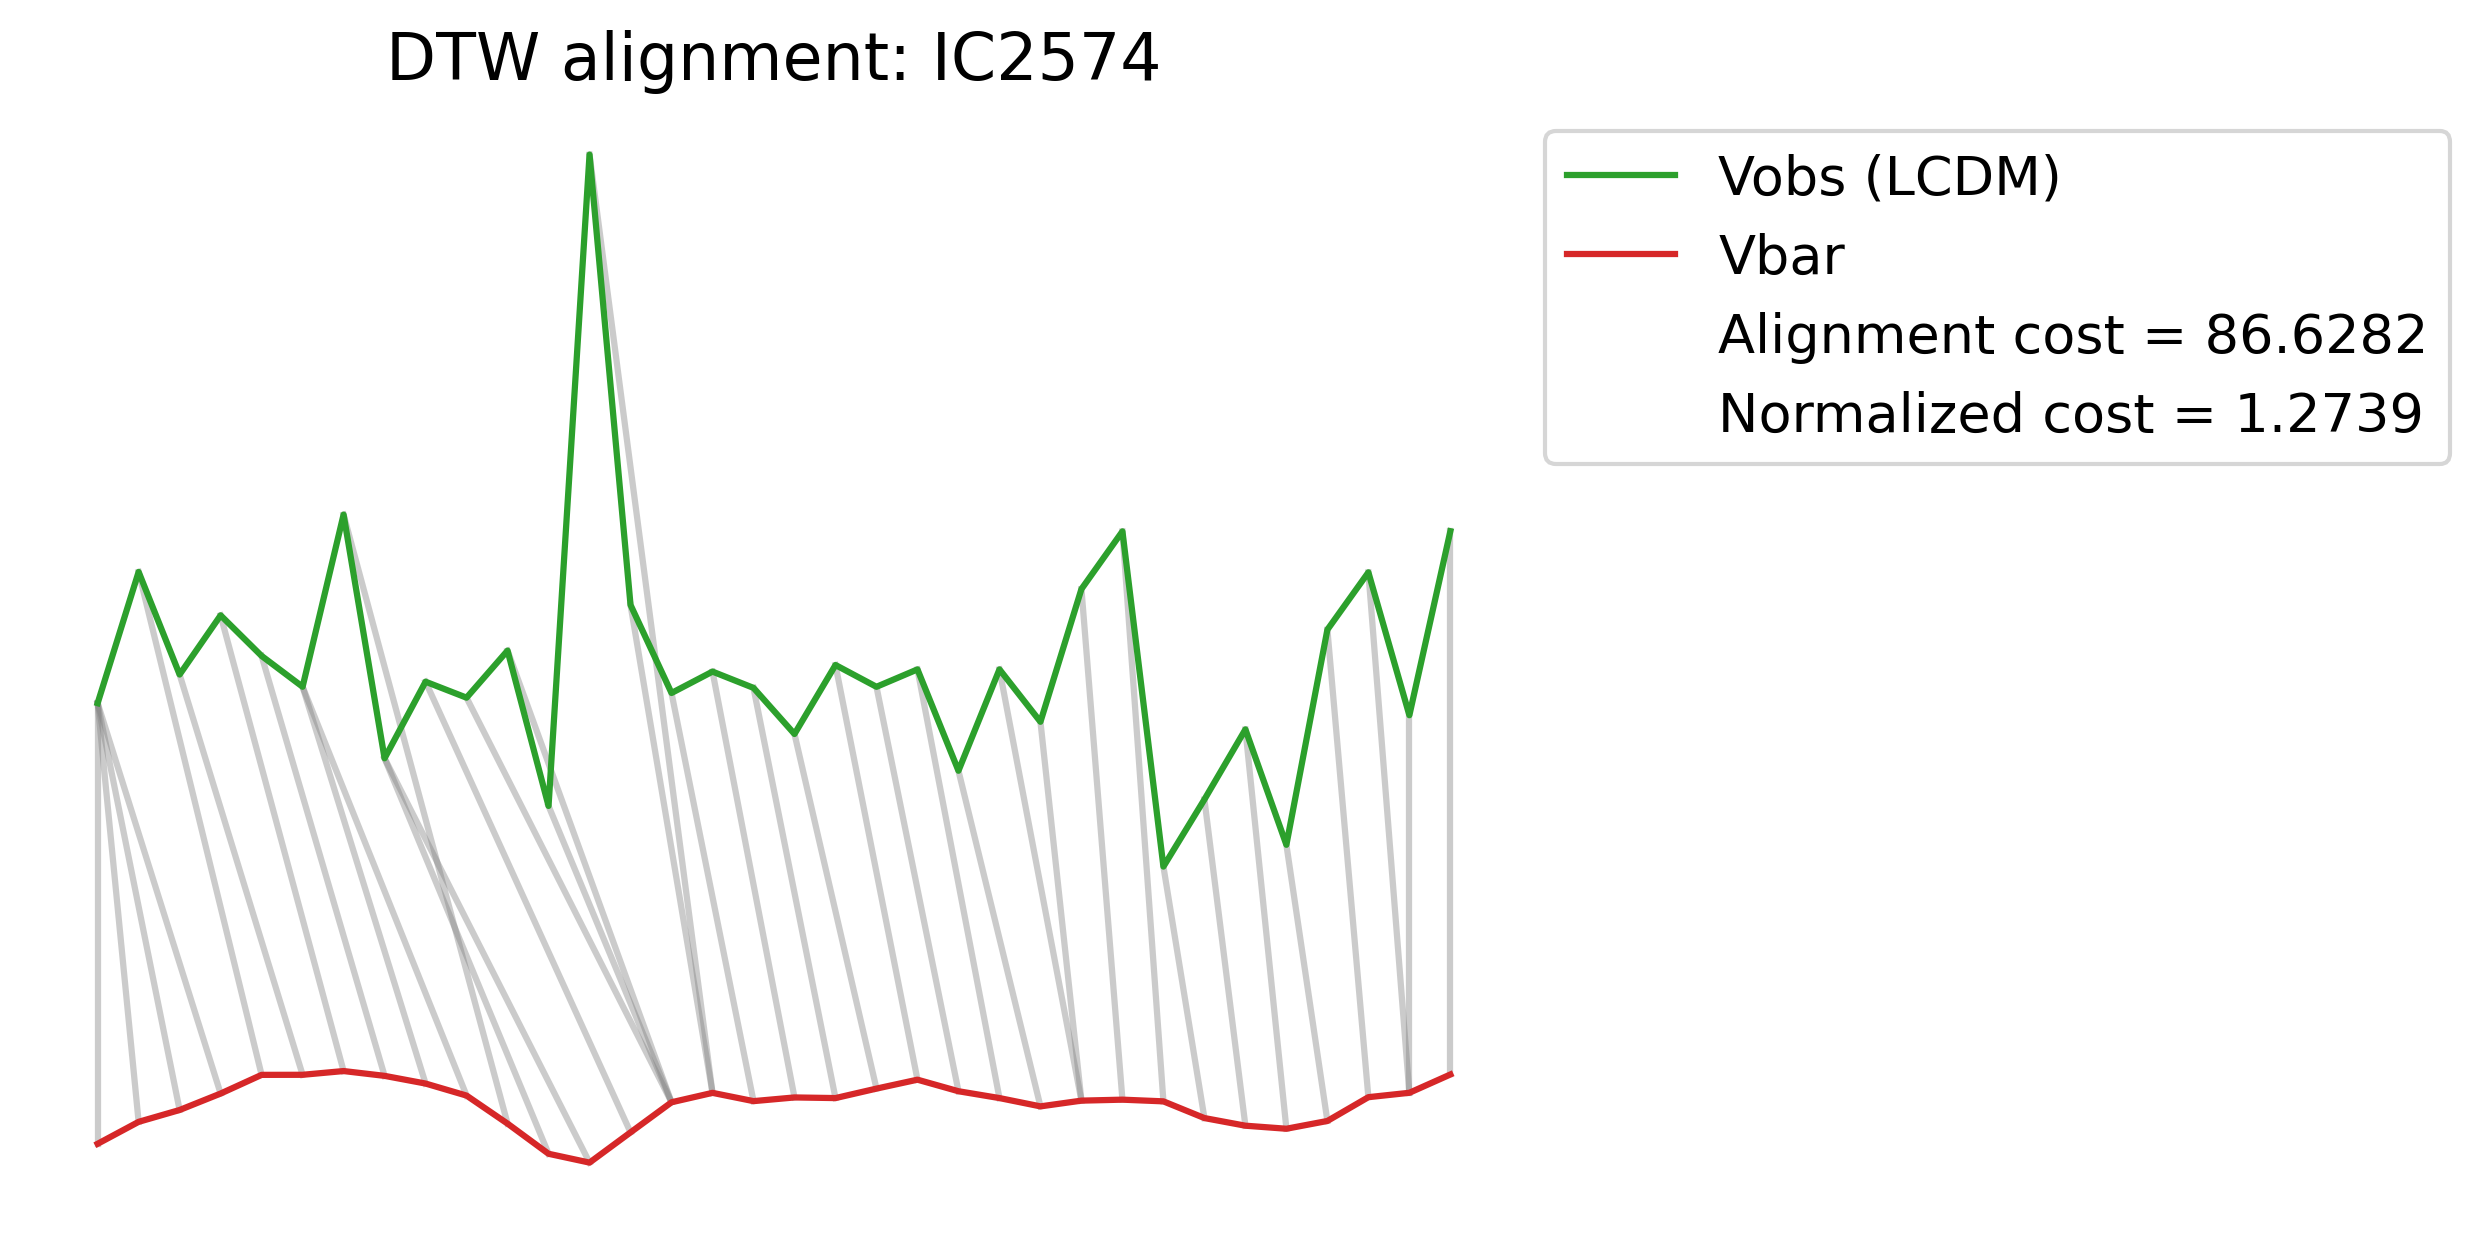 DTW alignment: IC2574
Vobs (LCDM)
Vbar
Alignment cost = 86.6282
Normalized cost = 1.2739